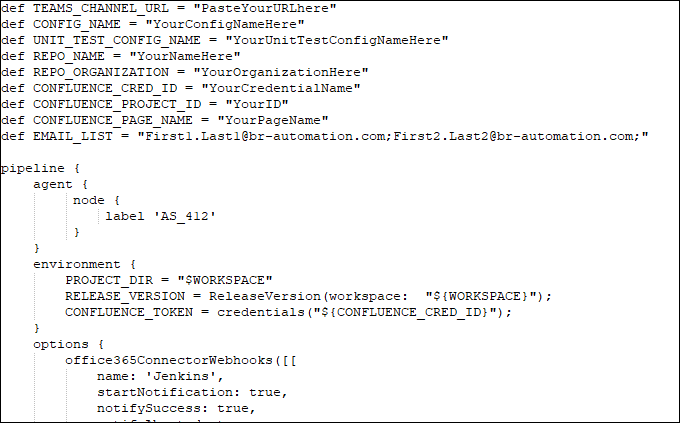 def TEAMS_CHANNEL_URL = "PasteYourURLhere"
def CONFIG_NAME = "YourConfigNameHere"
def UNIT_TEST_CONFIG_NAME = "YourUnitTestConfigNameHere"
def REPO_NAME = "YourNameHere"
def REPO_ORGANIZATION = "YourOrganizationHere"
def CONFLUENCE_CRED_ID = "YourCredentialName"
def CONFLUENCE_PROJECT_ID = "YourID"
def CONFLUENCE_PAGE_NAME = "YourPageName"
def EMAIL_LIST = "First1.Last1@br-automation.com;First2.Last2@br-automation.com;"

pipeline {
    agent {
         node {
             label 'AS_412'
         }
    }
    environment {
        PROJECT_DIR = "$WORKSPACE"
        RELEASE_VERSION = ReleaseVersion(workspace:  "${WORKSPACE}");
        CONFLUENCE_TOKEN = credentials("${CONFLUENCE_CRED_ID}");
    }
    options {
        office365ConnectorWebhooks([[
            name: 'Jenkins',
            startNotification: true,
            notifySuccess: true,